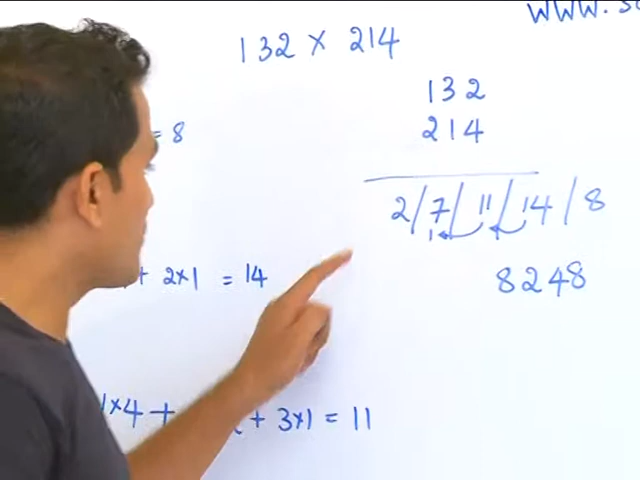 www.
132 × 214
132
214
= 8
2/7/11/14/8
1
+ 2×1 = 14
8248
1×4 + + 3×1 = 11